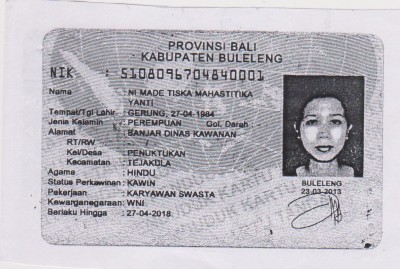 PROVINSI BALI
KABUPATEN BULELENG
NIK : 5108096704840001
Nama : NI MADE TISKA MAHASTITIKA
YANTI
Tempat/Tgl Lahir : GERUNG, 27-04-1984
Jenis Kelamin : PEREMPUAN Gol. Darah
Alamat : BANJAR DINAS KAWANAN
RT/RW :
Kel/Desa : PENUKTUKAN
Kecamatan : TEJAKULA
Agama : HINDU
Status Perkawinan : KAWIN
Pekerjaan : KARYAWAN SWASTA
Kewarganegaraan : WNI
Berlaku Hingga : 27-04-2018
BULELENG
23-03-2013